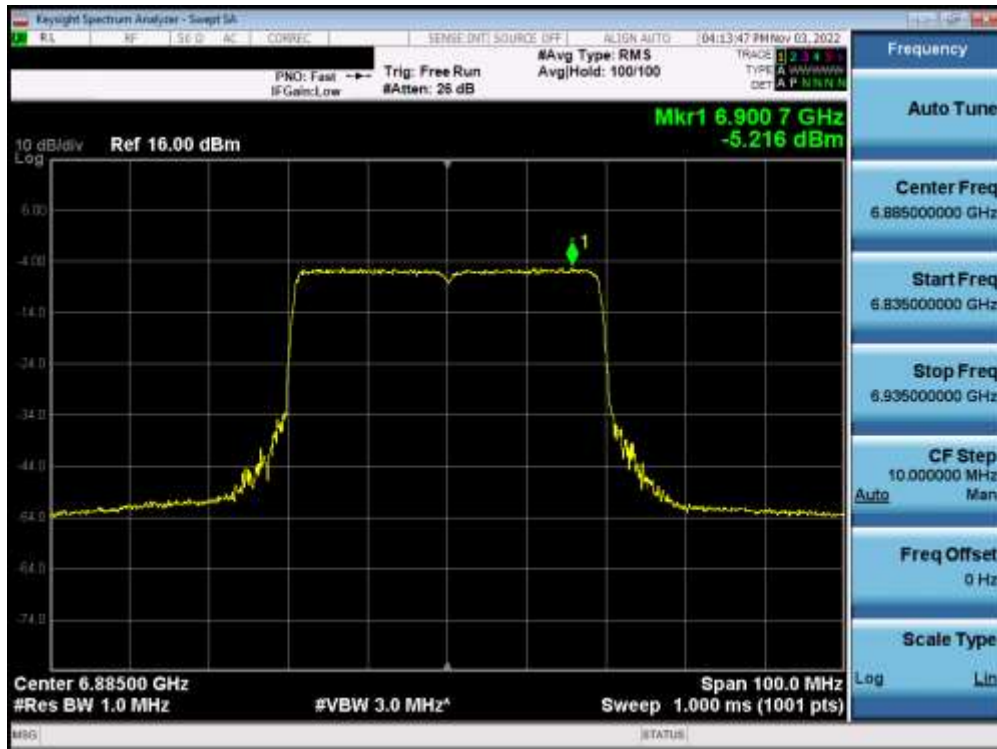 Keysight Spectrum Analyzer - Swept SA
RL RF 50 Ω AC CORREC SENSE:INT SOURCE OFF ALIGN AUTO 04:13:47 PM Nov 03, 2022
PNO: Fast
IFGain:Low
Trig: Free Run
#Atten: 26 dB
#Avg Type: RMS
Avg|Hold: 100/100
TRACE 1 2 3 4 5 6
TYPE A WWWWW
DET A P N N N N
Mkr1 6.900 7 GHz
-5.216 dBm
10 dB/div Ref 16.00 dBm
Log
1
6.00
-4.00
-14.0
-24.0
-34.0
-44.0
-54.0
-64.0
-74.0
Center 6.88500 GHz Span 100.0 MHz
#Res BW 1.0 MHz #VBW 3.0 MHz* Sweep 1.000 ms (1001 pts)
MSG STATUS
Frequency
Auto Tune
Center Freq
6.885000000 GHz
Start Freq
6.835000000 GHz
Stop Freq
6.935000000 GHz
CF Step
10.000000 MHz
Auto Man
Freq Offset
0 Hz
Scale Type
Log Lin